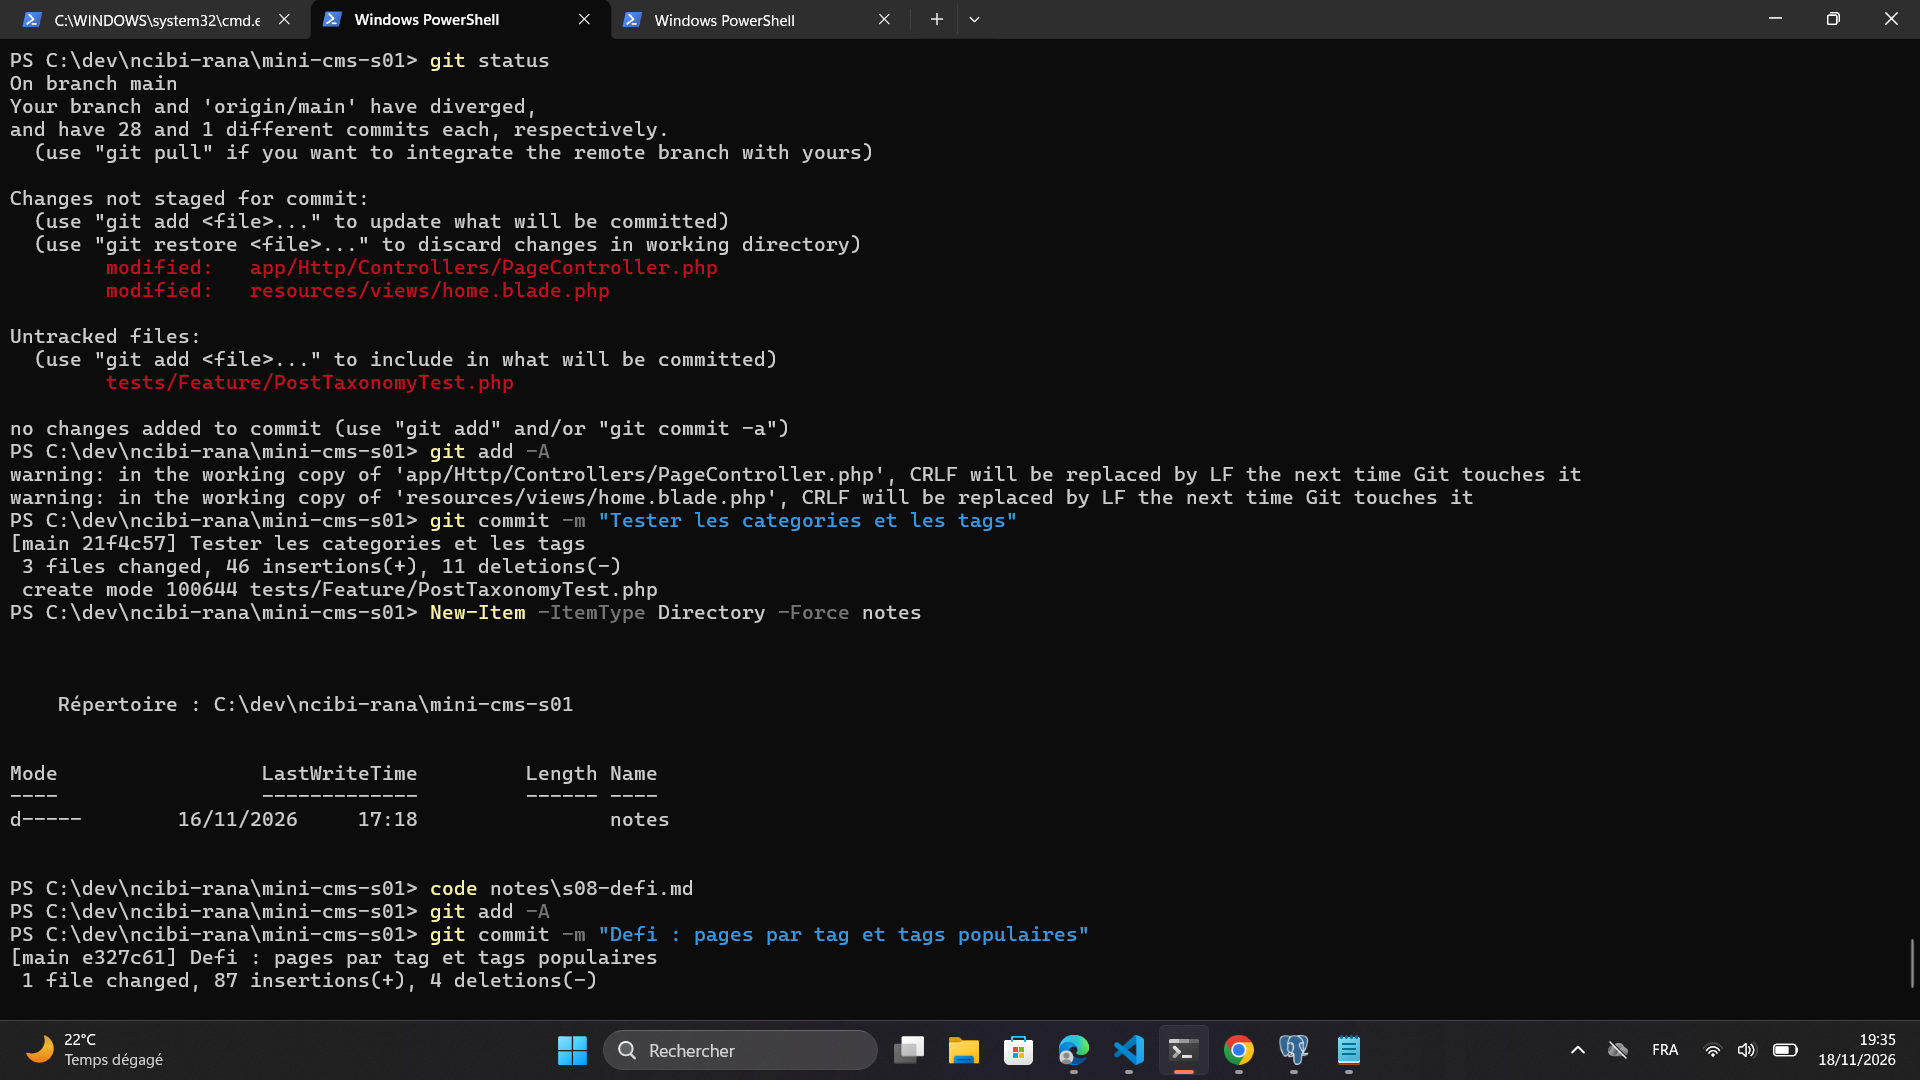 C:\WINDOWS\system32\cmd.e
Windows PowerShell
Windows PowerShell
PS C:\dev\ncibi-rana\mini-cms-s01> git status
On branch main
Your branch and 'origin/main' have diverged,
and have 28 and 1 different commits each, respectively.
  (use "git pull" if you want to integrate the remote branch with yours)
Changes not staged for commit:
  (use "git add <file>..." to update what will be committed)
  (use "git restore <file>..." to discard changes in working directory)
        modified:   app/Http/Controllers/PageController.php
        modified:   resources/views/home.blade.php
Untracked files:
  (use "git add <file>..." to include in what will be committed)
        tests/Feature/PostTaxonomyTest.php
no changes added to commit (use "git add" and/or "git commit -a")
PS C:\dev\ncibi-rana\mini-cms-s01> git add -A
warning: in the working copy of 'app/Http/Controllers/PageController.php', CRLF will be replaced by LF the next time Git touches it
warning: in the working copy of 'resources/views/home.blade.php', CRLF will be replaced by LF the next time Git touches it
PS C:\dev\ncibi-rana\mini-cms-s01> git commit -m "Tester les categories et les tags"
[main 21f4c57] Tester les categories et les tags
 3 files changed, 46 insertions(+), 11 deletions(-)
 create mode 100644 tests/Feature/PostTaxonomyTest.php
PS C:\dev\ncibi-rana\mini-cms-s01> New-Item -ItemType Directory -Force notes
    Répertoire : C:\dev\ncibi-rana\mini-cms-s01
Mode                 LastWriteTime         Length Name
----                 -------------         ------ ----
d-----        16/11/2026     17:18                notes
PS C:\dev\ncibi-rana\mini-cms-s01> code notes\s08-defi.md
PS C:\dev\ncibi-rana\mini-cms-s01> git add -A
PS C:\dev\ncibi-rana\mini-cms-s01> git commit -m "Defi : pages par tag et tags populaires"
[main e327c61] Defi : pages par tag et tags populaires
 1 file changed, 87 insertions(+), 4 deletions(-)
22°C
Temps dégagé
Rechercher
FRA
19:35
18/11/2026